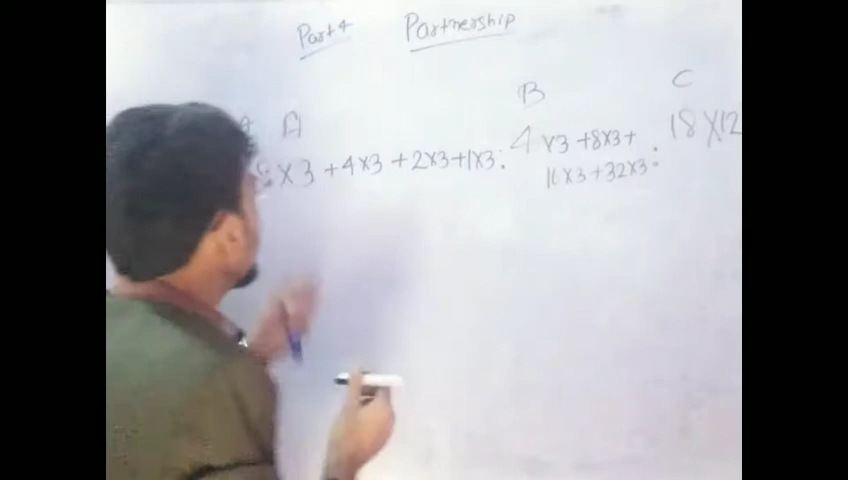 Part 4 Partnership
A B C
8 x 3 + 4 x 3 + 2 x 3 + 1 x 3 : 4 x 3 + 8 x 3 + : 18 X 12
16 x 3 + 32 x 3